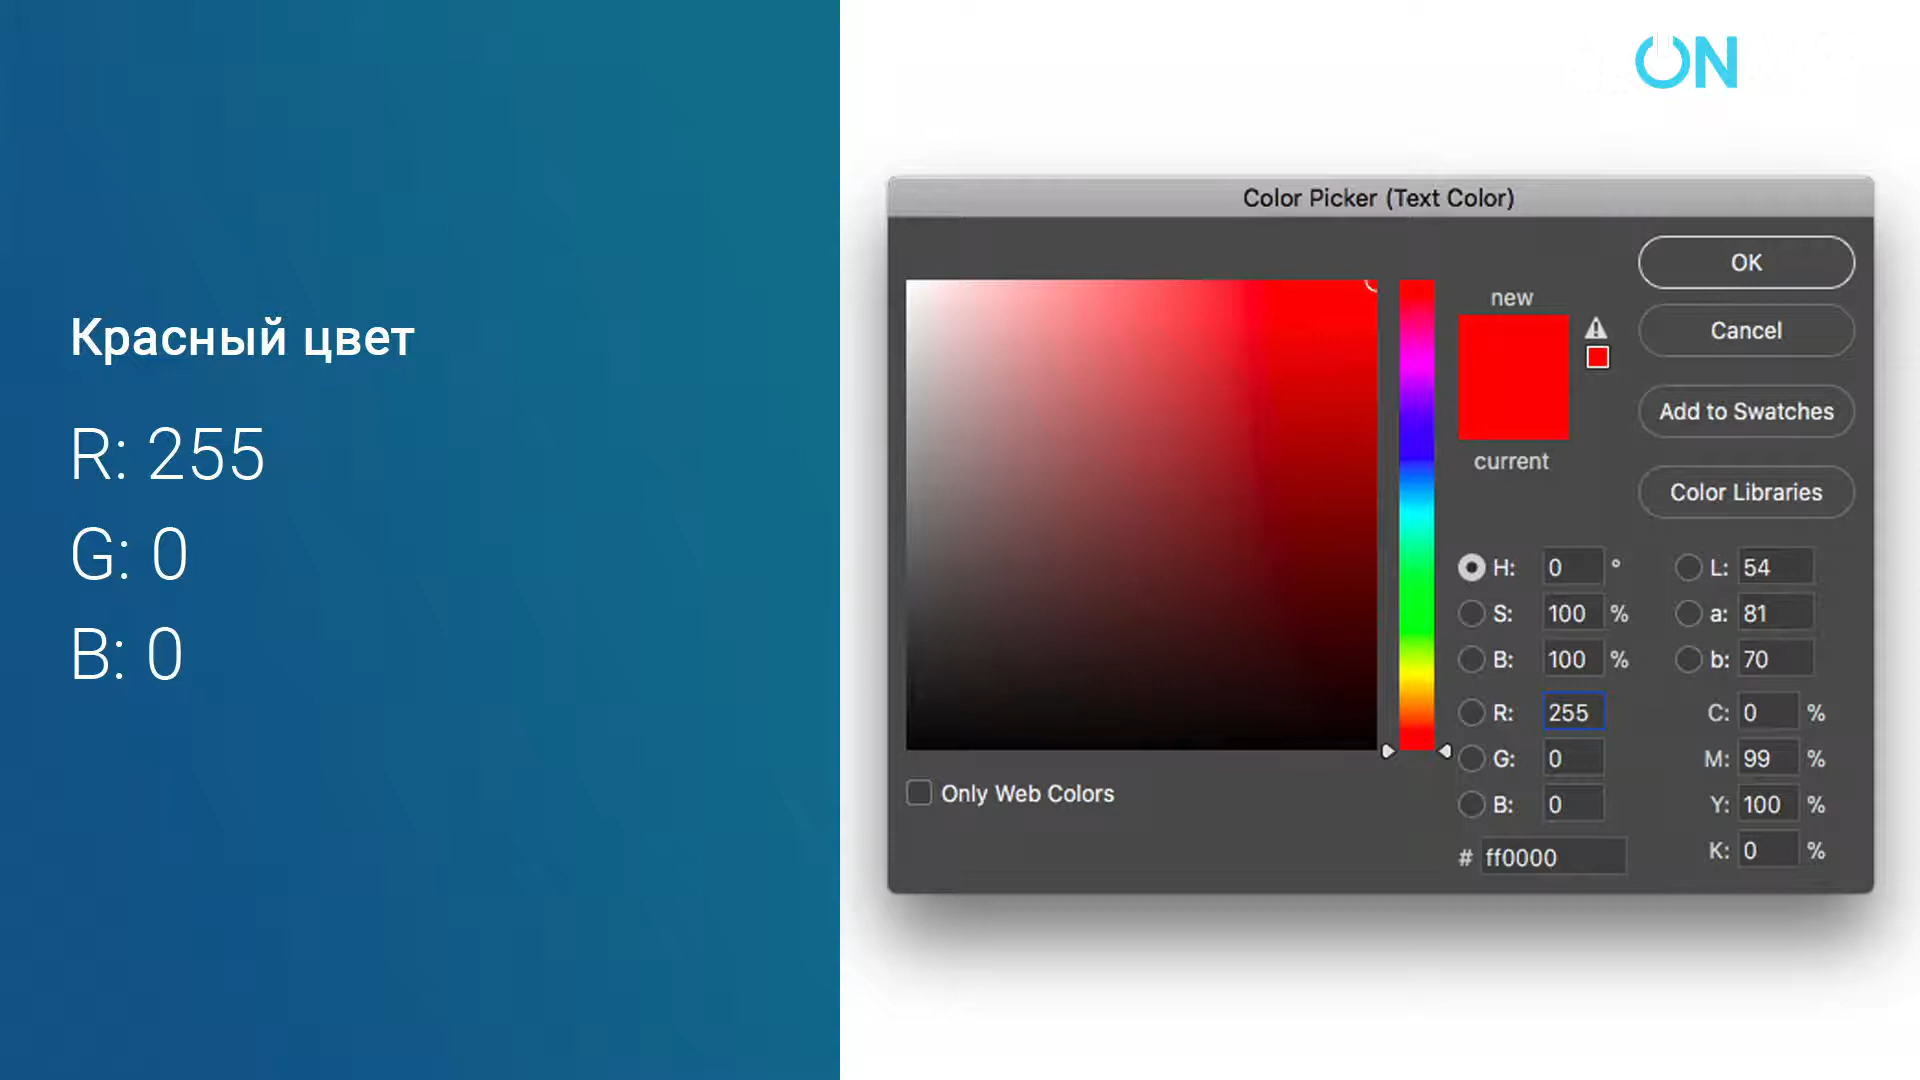 ON
Красный цвет
R: 255
G: 0
B: 0
Color Picker (Text Color)
new
current
OK
Cancel
Add to Swatches
Color Libraries
H: 0 °
S: 100 %
B: 100 %
R: 255
G: 0
B: 0
# ff0000
L: 54
a: 81
b: 70
C: 0 %
M: 99 %
Y: 100 %
K: 0 %
Only Web Colors